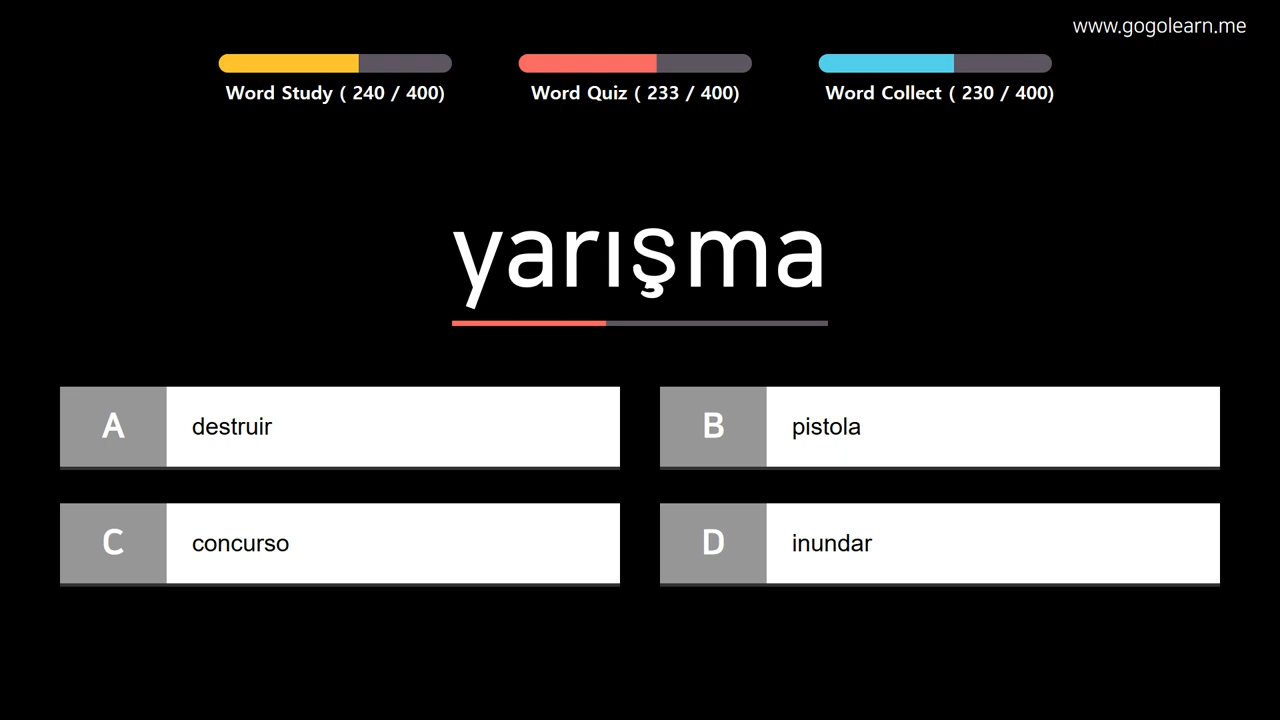 www.gogolearn.me
Word Study ( 240 / 400)
Word Quiz ( 233 / 400)
Word Collect ( 230 / 400)
yarışma
A destruir
B pistola
C concurso
D inundar